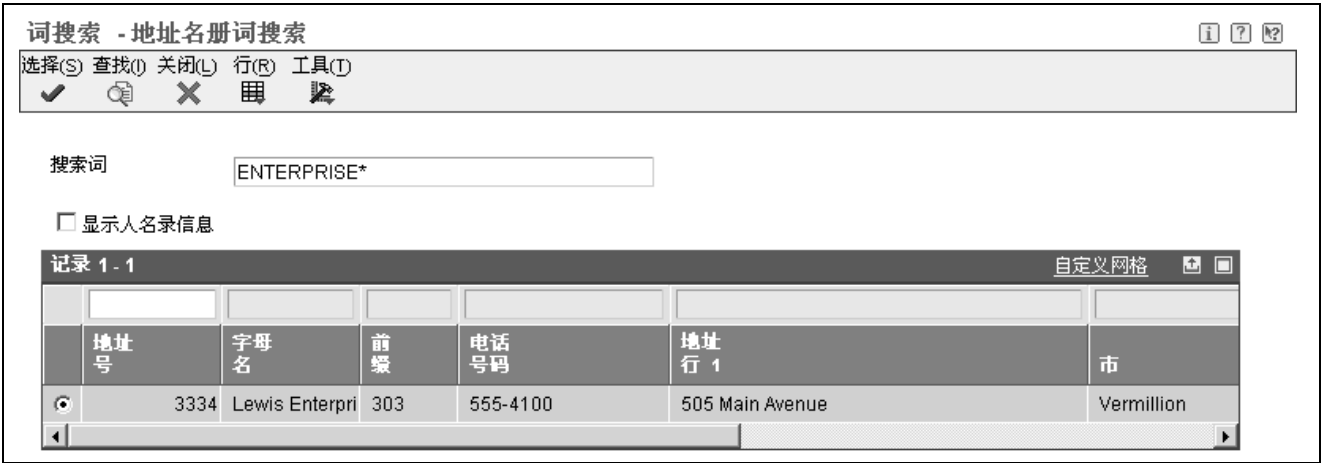 词搜索 - 地址名册词搜索
选择(S) 查找(I) 关闭(L) 行(R) 工具(T)
搜索词 ENTERPRISE*
显示人名录信息
记录 1 - 1 自定义网格
地址号 字母名 前缀 电话号码 地址行 1 市
3334 Lewis Enterpri 303 555-4100 505 Main Avenue Vermillion